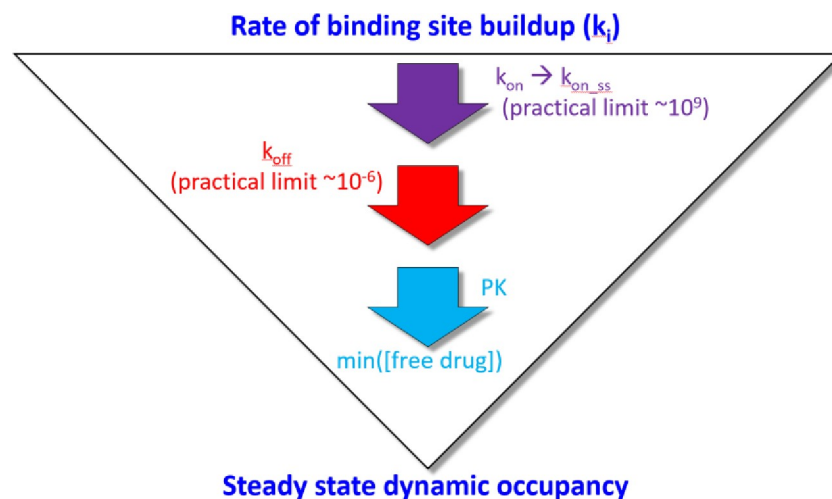 Rate of binding site buildup (kᵢ)
kₒₙ → kₒₙ_ₛₛ
(practical limit ~10⁹)
kₒff
(practical limit ~10⁻⁶)
PK
min([free drug])
Steady state dynamic occupancy